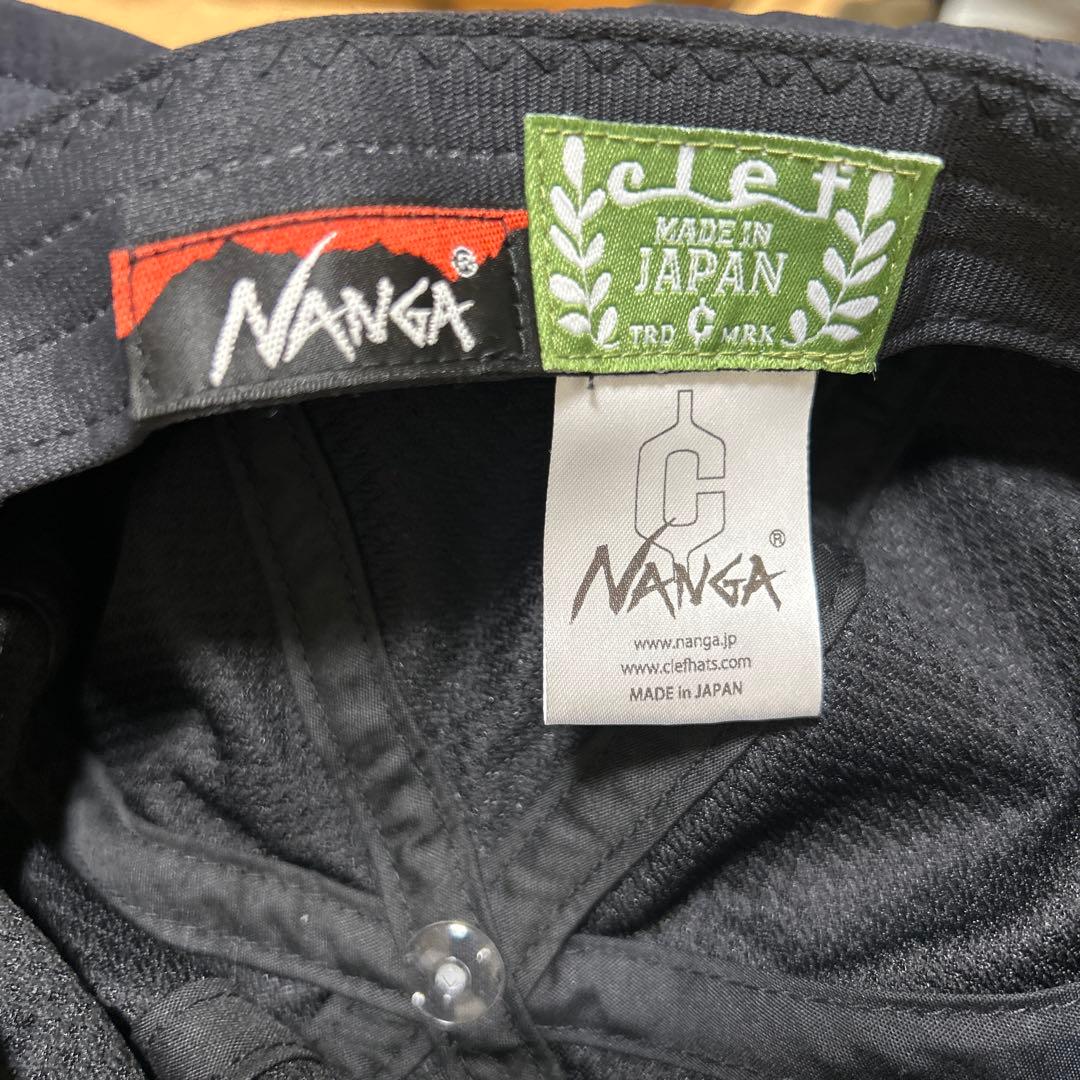 NANGA®
clef
MADE IN
JAPAN
TRD C MRK
C
NANGA®
www.nanga.jp
www.clefhats.com
MADE in JAPAN